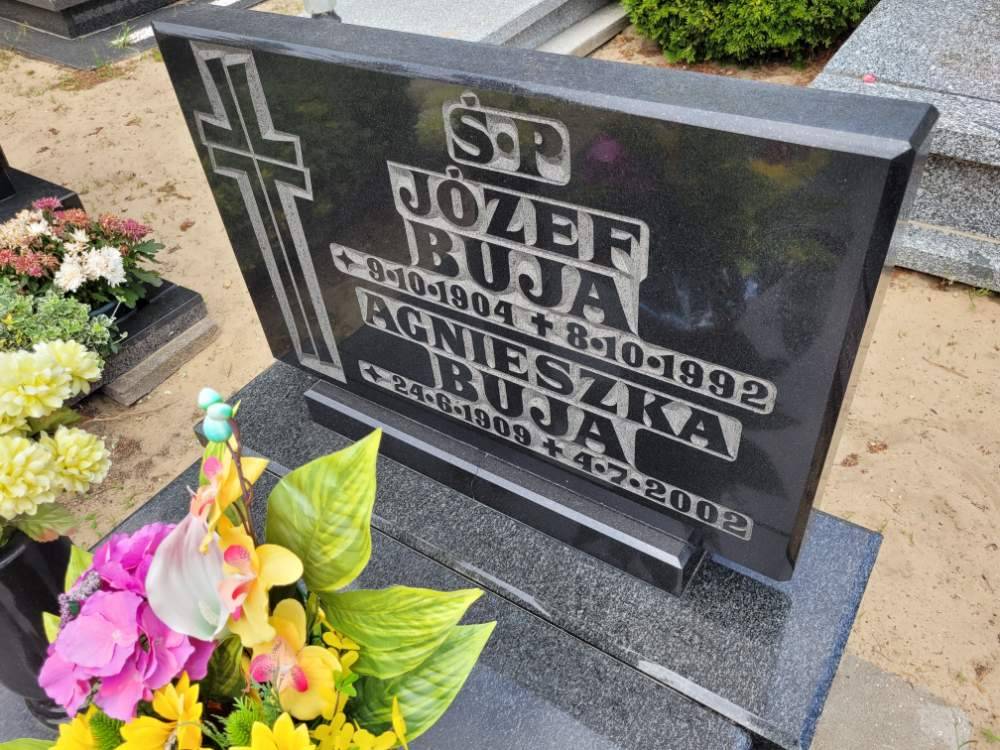 Ś·P
JÓZEF
BUJA
9·10·1904 ✝ 8·10·1992
AGNIESZKA
BUJA
24·6·1909 ✝ 4·7·2002